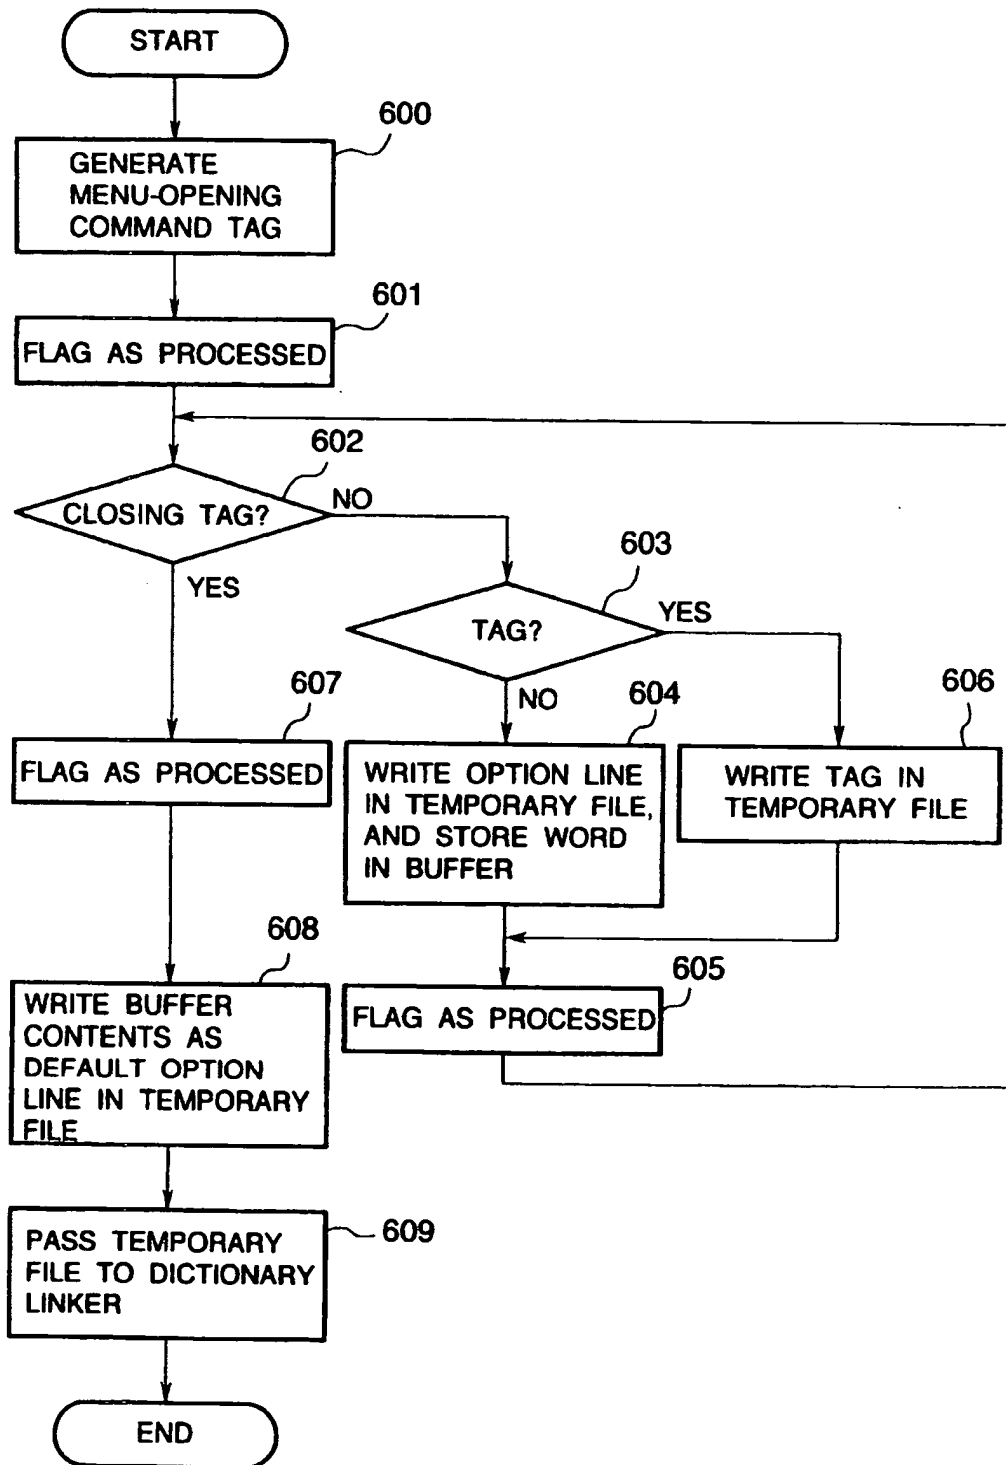 START
600
GENERATE
MENU-OPENING
COMMAND TAG
601
FLAG AS PROCESSED
602
CLOSING TAG?
NO
YES
603
TAG?
YES
NO
607
FLAG AS PROCESSED
604
WRITE OPTION LINE
IN TEMPORARY FILE,
AND STORE WORD
IN BUFFER
606
WRITE TAG IN
TEMPORARY FILE
605
FLAG AS PROCESSED
608
WRITE BUFFER
CONTENTS AS
DEFAULT OPTION
LINE IN TEMPORARY
FILE
609
PASS TEMPORARY
FILE TO DICTIONARY
LINKER
END